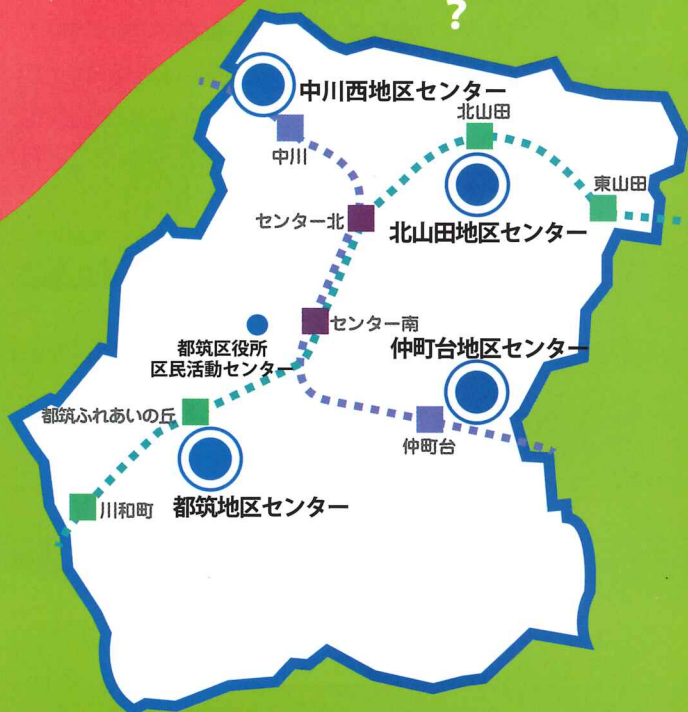 ?
中川西地区センター
北山田
中川
東山田
センター北
北山田地区センター
センター南
都筑区役所
区民活動センター
仲町台地区センター
都筑ふれあいの丘
仲町台
川和町
都筑地区センター